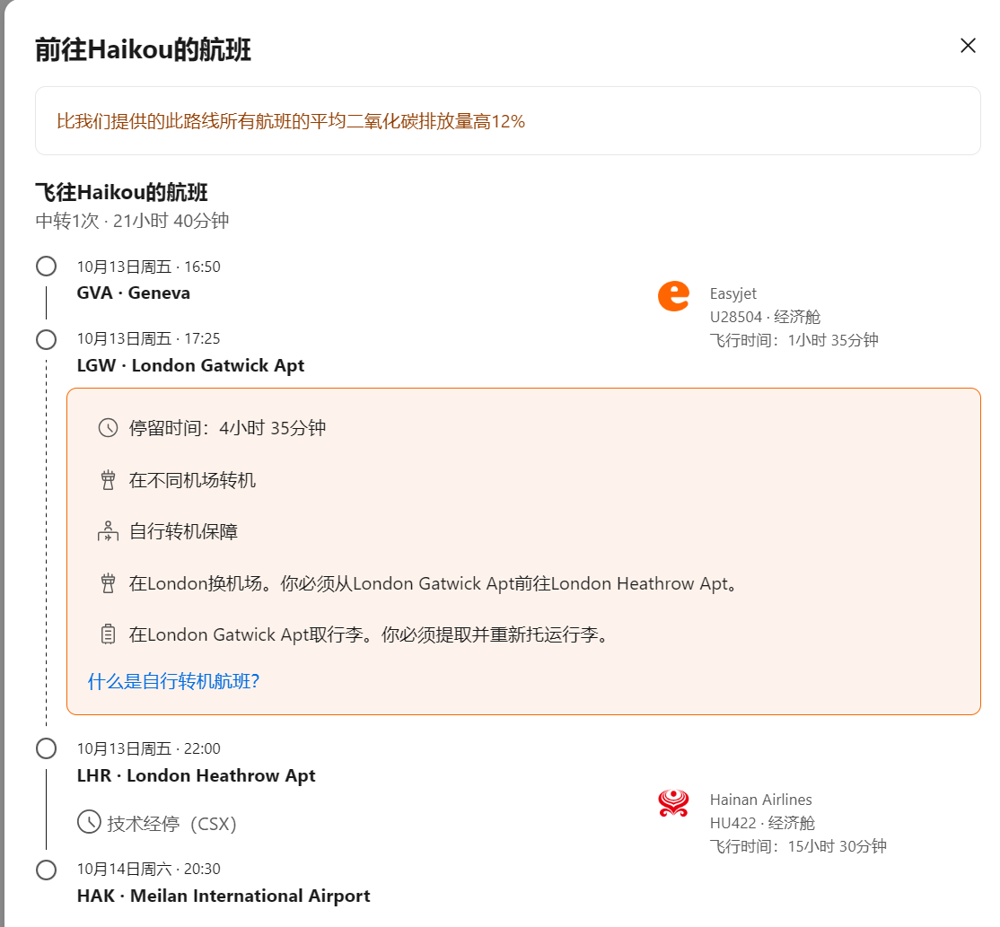 前往Haikou的航班
比我们提供的此路线所有航班的平均二氧化碳排放量高12%
飞往Haikou的航班
中转1次 · 21小时 40分钟
10月13日周五 · 16:50
GVA · Geneva
Easyjet
U28504 · 经济舱
飞行时间：1小时 35分钟
10月13日周五 · 17:25
LGW · London Gatwick Apt
停留时间：4小时 35分钟
在不同机场转机
自行转机保障
在London换机场。你必须从London Gatwick Apt前往London Heathrow Apt。
在London Gatwick Apt取行李。你必须提取并重新托运行李。
什么是自行转机航班？
10月13日周五 · 22:00
LHR · London Heathrow Apt
技术经停（CSX）
Hainan Airlines
HU422 · 经济舱
飞行时间：15小时 30分钟
10月14日周六 · 20:30
HAK · Meilan International Airport